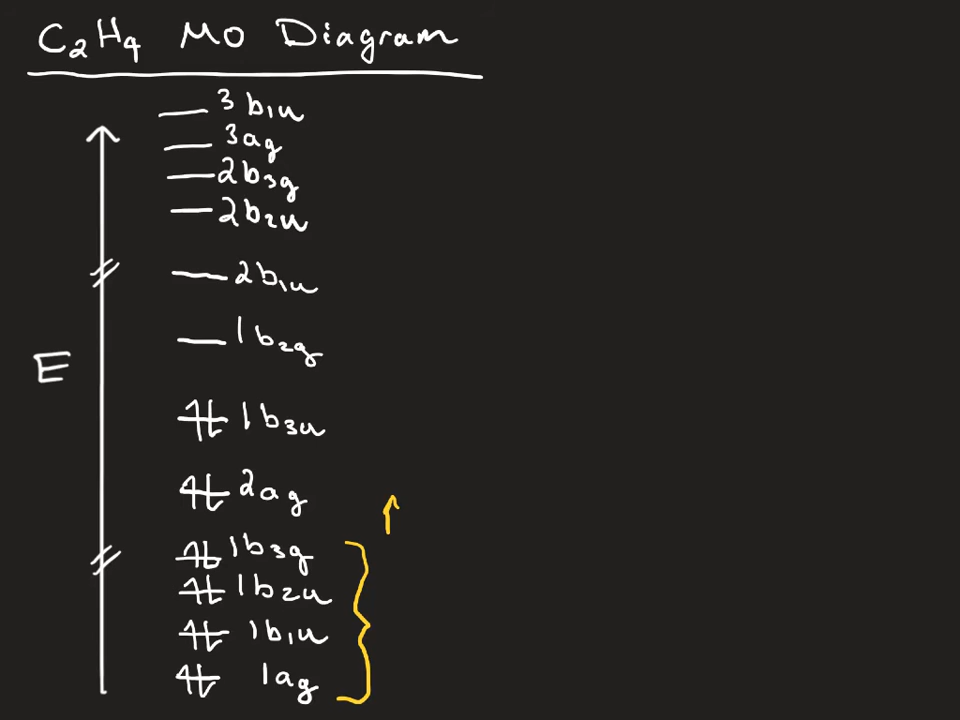 C₂H₄ MO Diagram
3b₁u
3ag
2b₃g
2b₂u
2b₁u
1b₂g
E
1b₃u
2ag
1b₃g
1b₂u
1b₁u
1ag